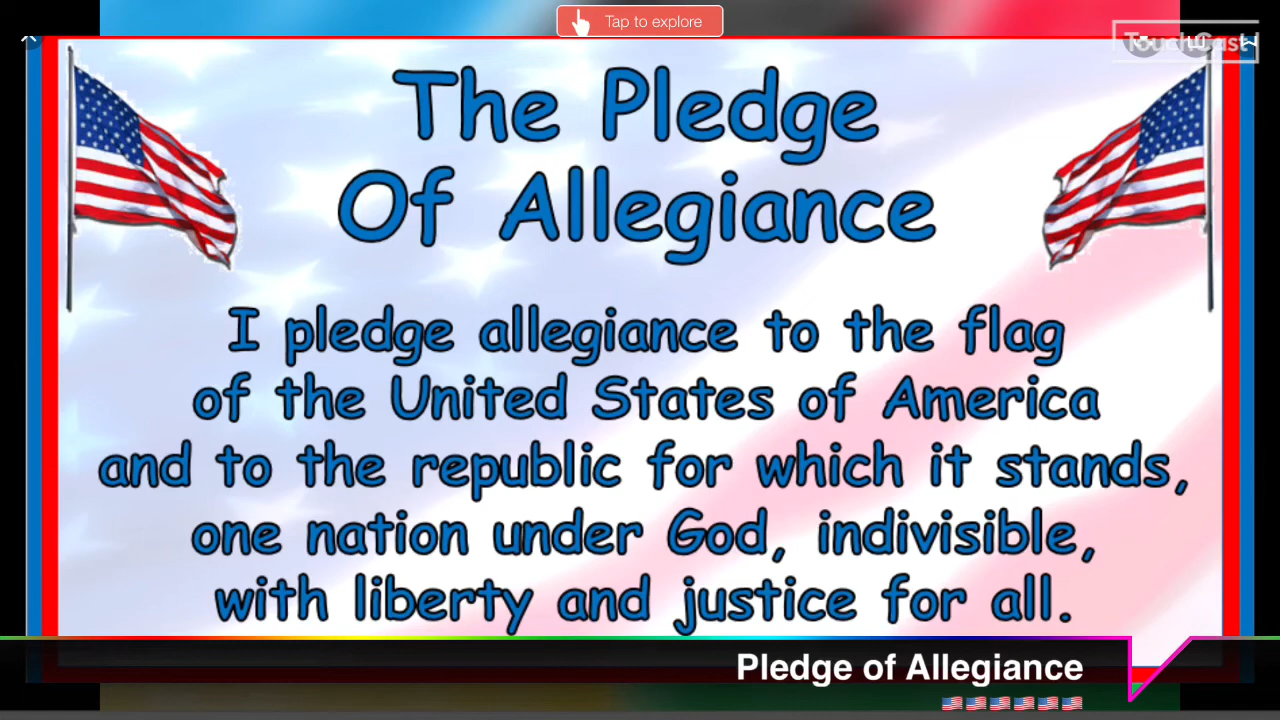 Tap to explore
TouchCast
The Pledge
Of Allegiance
I pledge allegiance to the flag
of the United States of America
and to the republic for which it stands,
one nation under God, indivisible,
with liberty and justice for all.
Pledge of Allegiance
🇺🇸🇺🇸🇺🇸🇺🇸🇺🇸🇺🇸